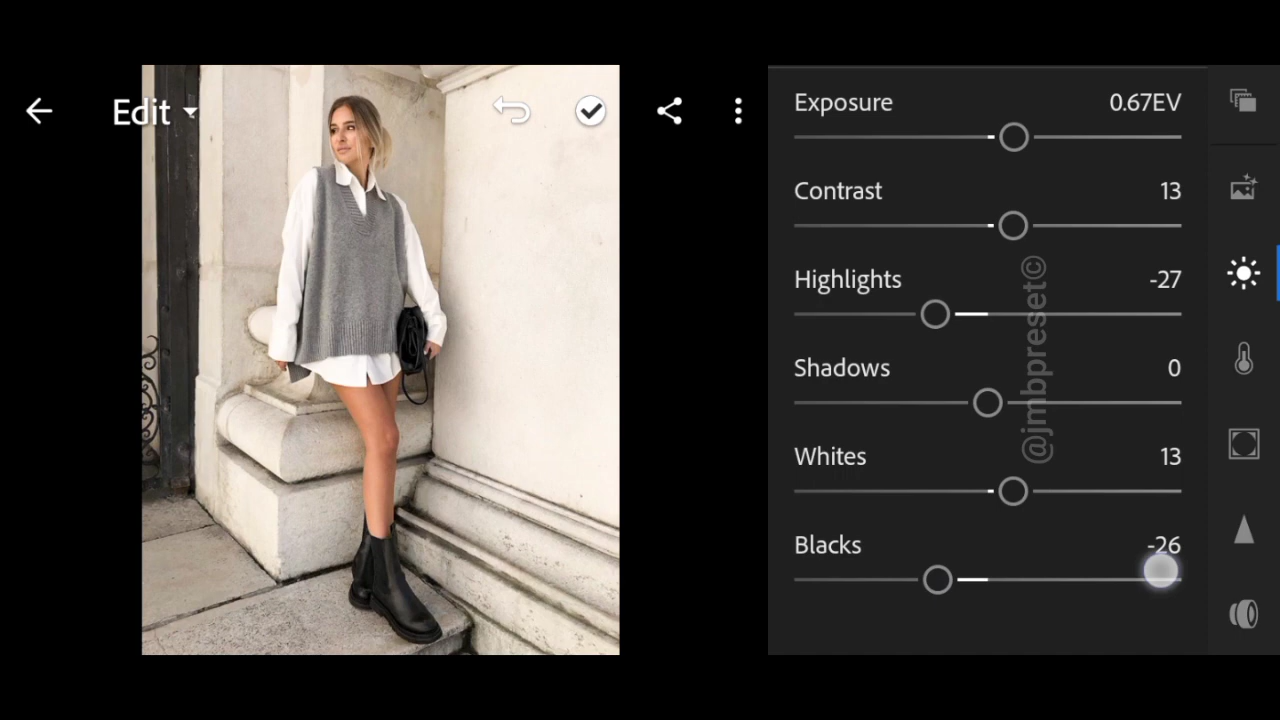 Edit
Exposure 0.67EV
Contrast 13
Highlights -27
Shadows 0
Whites 13
Blacks -26
@jmbpreset©